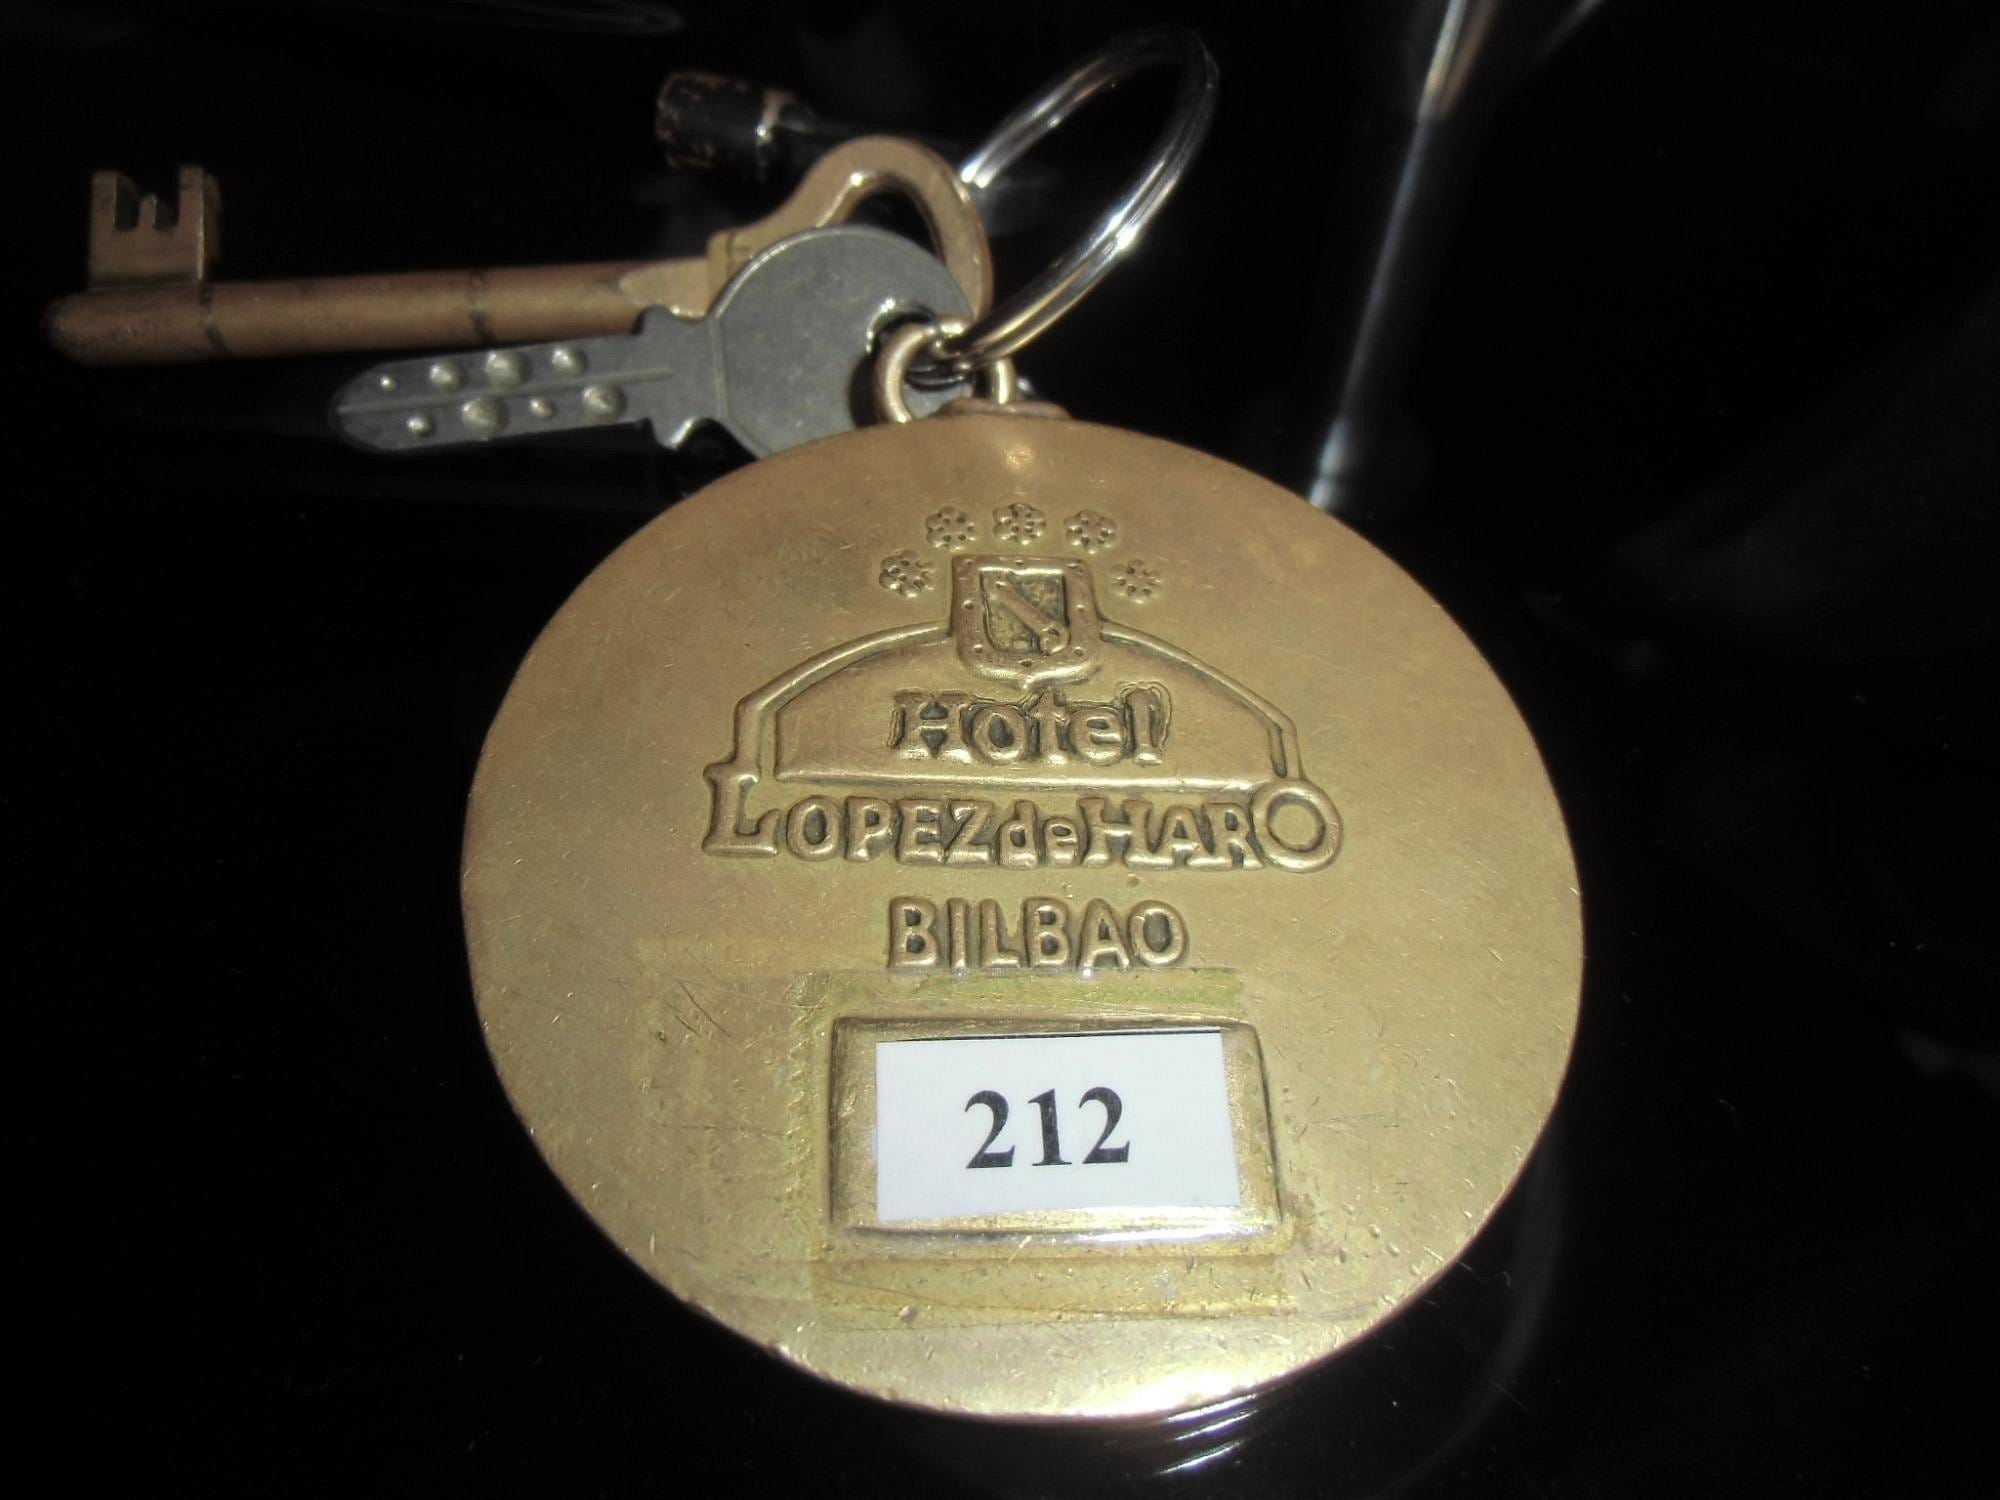 Hotel
LOPEZ de HARO
BILBAO
212